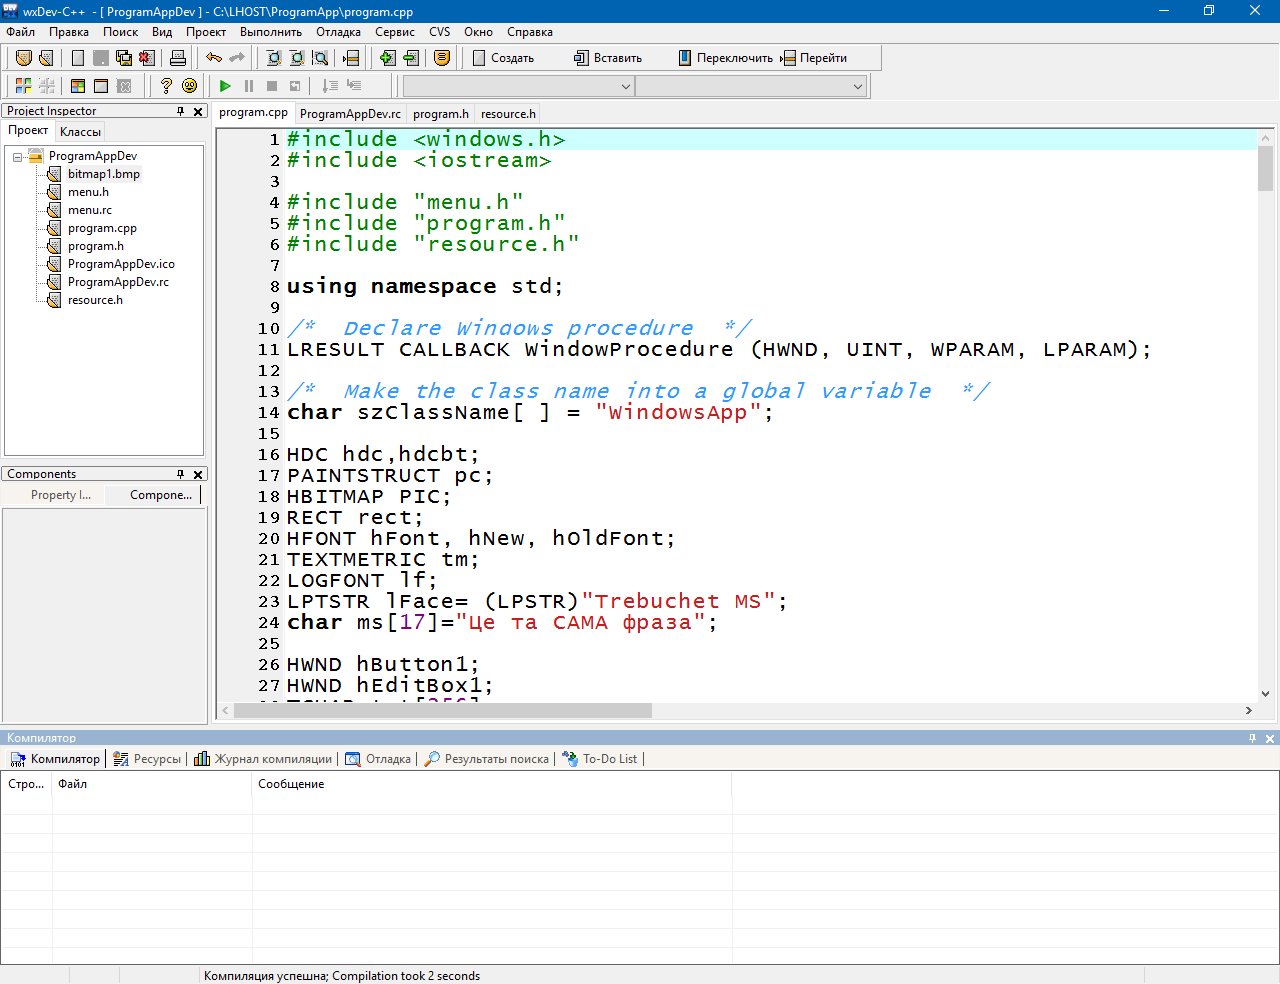 wxDev-C++ - [ ProgramAppDev ] - C:\LHOST\ProgramApp\program.cpp
Файл Правка Поиск Вид Проект Выполнить Отладка Сервис CVS Окно Справка
Создать Вставить Переключить Перейти
Project Inspector
Проект Классы
ProgramAppDev
bitmap1.bmp
menu.h
menu.rc
program.cpp
program.h
ProgramAppDev.ico
ProgramAppDev.rc
resource.h
Components
Property I... Compone...
program.cpp ProgramAppDev.rc program.h resource.h
1 #include <windows.h>
2 #include <iostream>
3
4 #include "menu.h"
5 #include "program.h"
6 #include "resource.h"
7
8 using namespace std;
9
10 /*  Declare Windows procedure  */
11 LRESULT CALLBACK WindowProcedure (HWND, UINT, WPARAM, LPARAM);
12
13 /*  Make the class name into a global variable  */
14 char szClassName[ ] = "WindowsApp";
15
16 HDC hdc,hdcbt;
17 PAINTSTRUCT pc;
18 HBITMAP PIC;
19 RECT rect;
20 HFONT hFont, hNew, hOldFont;
21 TEXTMETRIC tm;
22 LOGFONT lf;
23 LPTSTR lFace= (LPSTR)"Trebuchet MS";
24 char ms[17]="Це та САМА фраза";
25
26 HWND hButton1;
27 HWND hEditBox1;
Компилятор
Компилятор Ресурсы Журнал компиляции Отладка Результаты поиска To-Do List
Стро... Файл Сообщение
Компиляция успешна; Compilation took 2 seconds